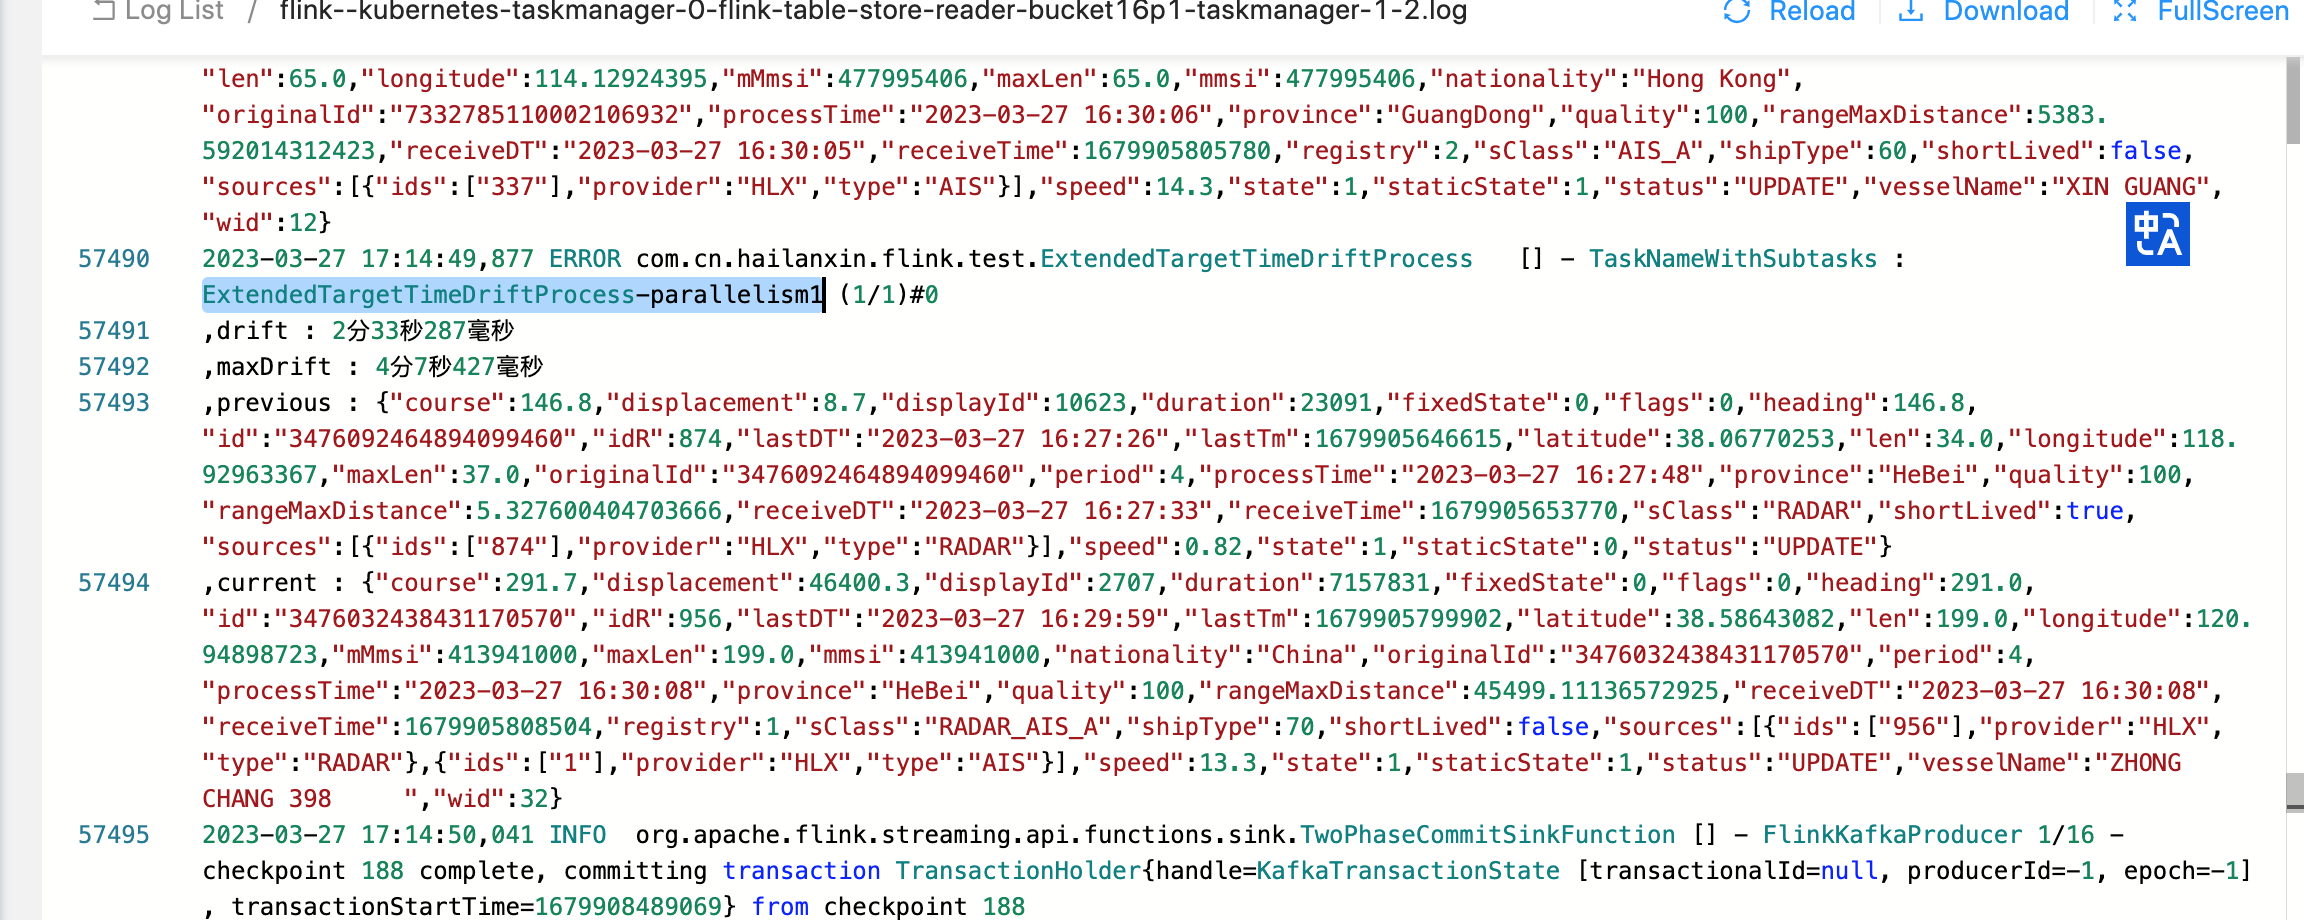 Log List / flink--kubernetes-taskmanager-0-flink-table-store-reader-bucket16p1-taskmanager-1-2.log Reload Download FullScreen
"len":65.0,"longitude":114.12924395,"mMmsi":477995406,"maxLen":65.0,"mmsi":477995406,"nationality":"Hong Kong",
"originalId":"7332785110002106932","processTime":"2023-03-27 16:30:06","province":"GuangDong","quality":100,"rangeMaxDistance":5383.
592014312423,"receiveDT":"2023-03-27 16:30:05","receiveTime":1679905805780,"registry":2,"sClass":"AIS_A","shipType":60,"shortLived":false,
"sources":[{"ids":["337"],"provider":"HLX","type":"AIS"}],"speed":14.3,"state":1,"staticState":1,"status":"UPDATE","vesselName":"XIN GUANG",
"wid":12}
中A
57490 2023-03-27 17:14:49,877 ERROR com.cn.hailanxin.flink.test.ExtendedTargetTimeDriftProcess [] - TaskNameWithSubtasks :
ExtendedTargetTimeDriftProcess-parallelism1 (1/1)#0
57491 ,drift : 2分33秒287毫秒
57492 ,maxDrift : 4分7秒427毫秒
57493 ,previous : {"course":146.8,"displacement":8.7,"displayId":10623,"duration":23091,"fixedState":0,"flags":0,"heading":146.8,
"id":"3476092464894099460","idR":874,"lastDT":"2023-03-27 16:27:26","lastTm":1679905646615,"latitude":38.06770253,"len":34.0,"longitude":118.
92963367,"maxLen":37.0,"originalId":"3476092464894099460","period":4,"processTime":"2023-03-27 16:27:48","province":"HeBei","quality":100,
"rangeMaxDistance":5.327600404703666,"receiveDT":"2023-03-27 16:27:33","receiveTime":1679905653770,"sClass":"RADAR","shortLived":true,
"sources":[{"ids":["874"],"provider":"HLX","type":"RADAR"}],"speed":0.82,"state":1,"staticState":0,"status":"UPDATE"}
57494 ,current : {"course":291.7,"displacement":46400.3,"displayId":2707,"duration":7157831,"fixedState":0,"flags":0,"heading":291.0,
"id":"3476032438431170570","idR":956,"lastDT":"2023-03-27 16:29:59","lastTm":1679905799902,"latitude":38.58643082,"len":199.0,"longitude":120.
94898723,"mMmsi":413941000,"maxLen":199.0,"mmsi":413941000,"nationality":"China","originalId":"3476032438431170570","period":4,
"processTime":"2023-03-27 16:30:08","province":"HeBei","quality":100,"rangeMaxDistance":45499.11136572925,"receiveDT":"2023-03-27 16:30:08",
"receiveTime":1679905808504,"registry":1,"sClass":"RADAR_AIS_A","shipType":70,"shortLived":false,"sources":[{"ids":["956"],"provider":"HLX",
"type":"RADAR"},{"ids":["1"],"provider":"HLX","type":"AIS"}],"speed":13.3,"state":1,"staticState":1,"status":"UPDATE","vesselName":"ZHONG
CHANG 398     ","wid":32}
57495 2023-03-27 17:14:50,041 INFO  org.apache.flink.streaming.api.functions.sink.TwoPhaseCommitSinkFunction [] - FlinkKafkaProducer 1/16 -
checkpoint 188 complete, committing transaction TransactionHolder{handle=KafkaTransactionState [transactionalId=null, producerId=-1, epoch=-1]
, transactionStartTime=1679908489069} from checkpoint 188